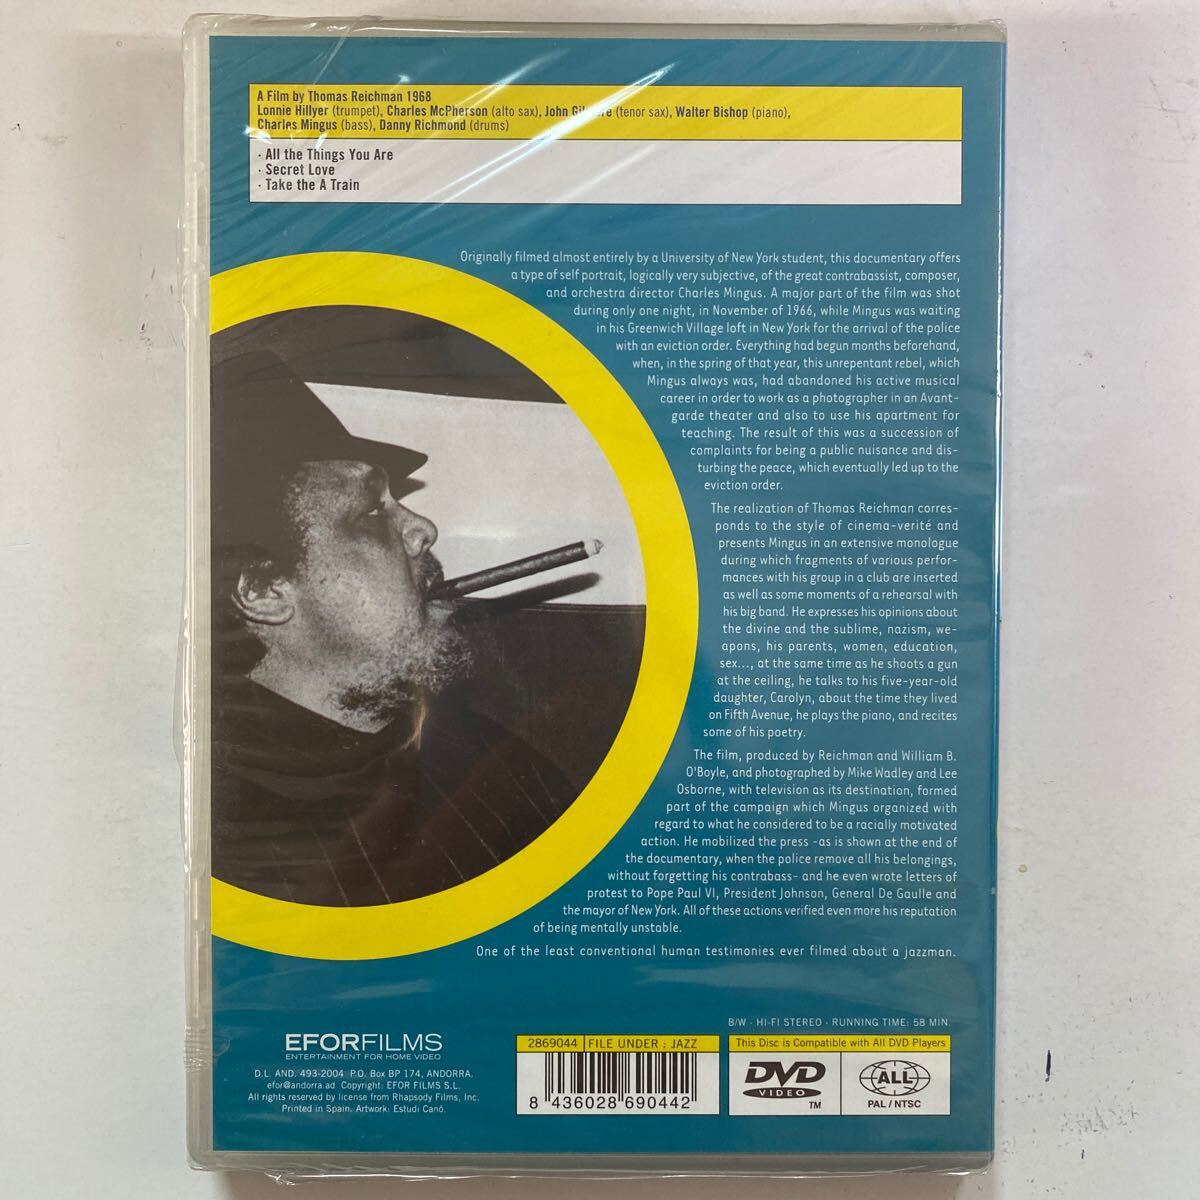 A Film by Thomas Reichman 1968
Lonnie Hillyer (trumpet), Charles McPherson (alto sax), John Gilmore (tenor sax), Walter Bishop (piano),
Charles Mingus (bass), Danny Richmond (drums)
· All the Things You Are
· Secret Love
· Take the A Train
Originally filmed almost entirely by a University of New York student, this documentary offers
a type of self portrait, logically very subjective, of the great contrabassist, composer,
and orchestra director Charles Mingus. A major part of the film was shot
during only one night, in November of 1966, while Mingus was waiting
in his Greenwich Village loft in New York for the arrival of the police
with an eviction order. Everything had begun months beforehand,
when, in the spring of that year, this unrepentant rebel, which
Mingus always was, had abandoned his active musical
career in order to work as a photographer in an Avant-
garde theater and also to use his apartment for
teaching. The result of this was a succession of
complaints for being a public nuisance and dis-
turbing the peace, which eventually led up to the
eviction order.
The realization of Thomas Reichman corres-
ponds to the style of cinema-verité and
presents Mingus in an extensive monologue
during which fragments of various perfor-
mances with his group in a club are inserted
as well as some moments of a rehearsal with
his big band. He expresses his opinions about
the divine and the sublime, nazism, we-
apons, his parents, women, education,
sex..., at the same time as he shoots a gun
at the ceiling, he talks to his five-year-old
daughter, Carolyn, about the time they lived
on Fifth Avenue, he plays the piano, and recites
some of his poetry.
The film, produced by Reichman and William B.
O'Boyle, and photographed by Mike Wadley and Lee
Osborne, with television as its destination, formed
part of the campaign which Mingus organized with
regard to what he considered to be a racially motivated
action. He mobilized the press -as is shown at the end of
the documentary, when the police remove all his belongings,
without forgetting his contrabass- and he even wrote letters of
protest to Pope Paul VI, President Johnson, General De Gaulle and
the mayor of New York. All of these actions verified even more his reputation
of being mentally unstable.
One of the least conventional human testimonies ever filmed about a jazzman.
B/W · HI-FI STEREO · RUNNING TIME: 58 MIN.
EFORFILMS
ENTERTAINMENT FOR HOME VIDEO
D.L. AND. 493-2004 P.O. Box BP 174, ANDORRA.
efor@andorra.ad Copyright: EFOR FILMS S.L.
All rights reserved by license from Rhapsody Films, Inc.
Printed in Spain. Artwork: Estudi Canó.
2869044 FILE UNDER : JAZZ
8 436028 690442
This Disc is Compatible with All DVD Players
DVD
VIDEO
TM
ALL
PAL / NTSC